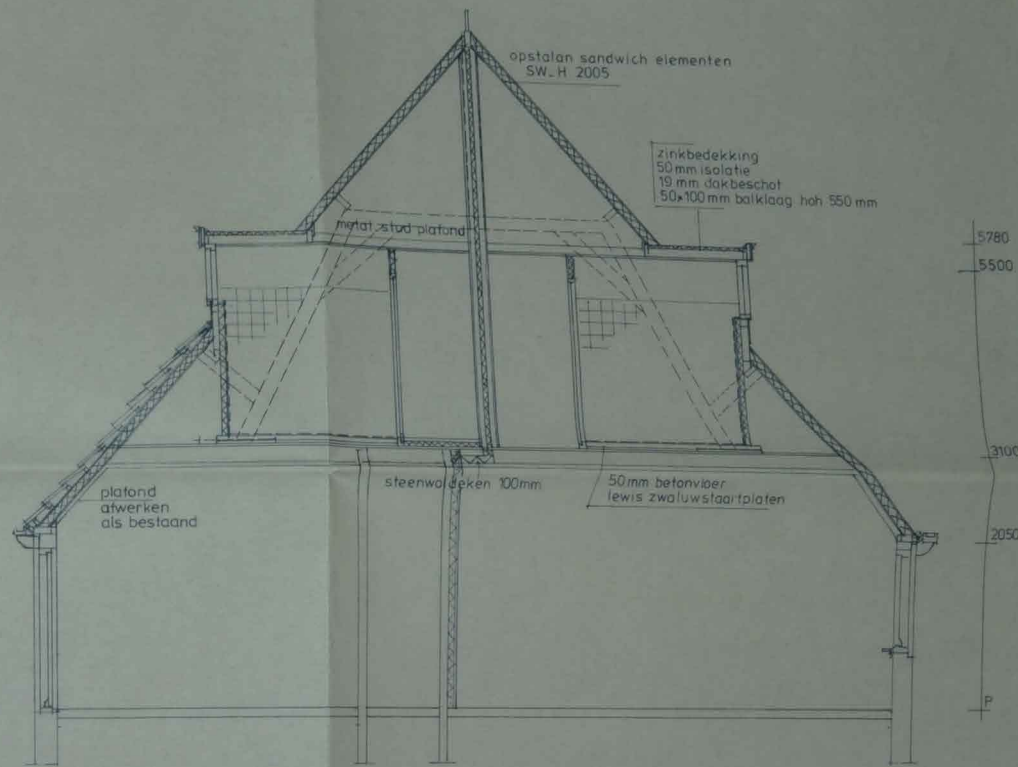 opstalan sandwich elementen
SW-H 2005
zinkbedekking
50 mm isolatie
19 mm dakbeschot
50x100 mm balklaag hoh 550 mm
metal stud plafond
5780
5500
3100
steenwoldeken 100mm
50 mm betonvloer
lewis zwaluwstaartplaten
plafond
afwerken
als bestaand
2050
P